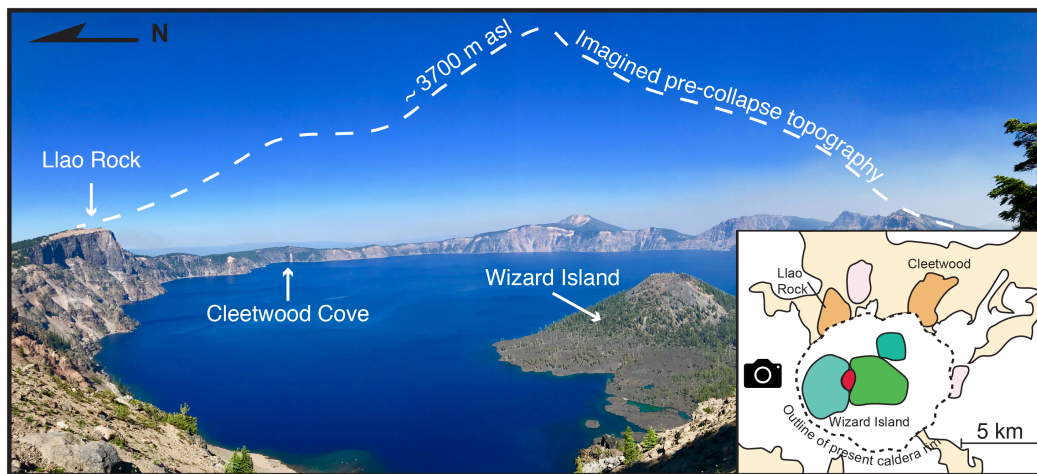 N
~ 3700 m asl
Imagined pre-collapse topography
Llao Rock
Cleetwood Cove
Wizard Island
Llao
Rock
Cleetwood
Wizard Island
Outline of present caldera rim
5 km